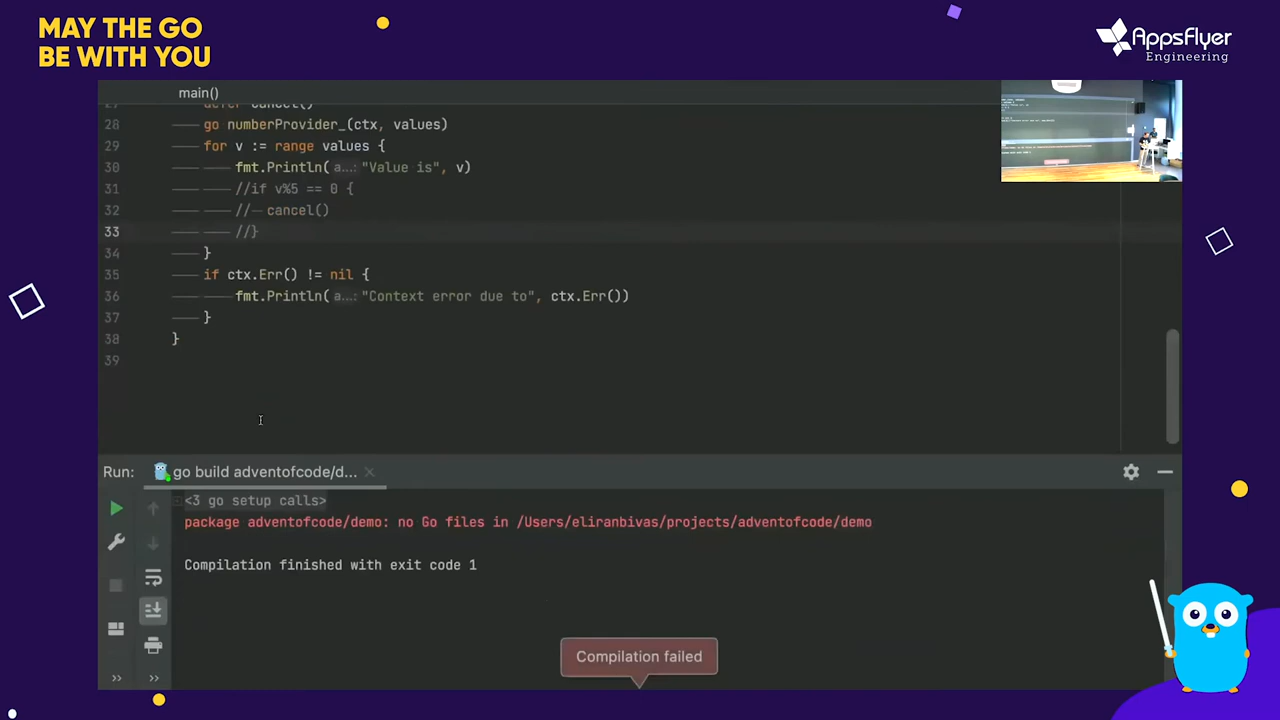 MAY THE GO
BE WITH YOU
AppsFlyer
Engineering
main()
27 defer cancel()
28 go numberProvider_(ctx, values)
29 for v := range values {
30 fmt.Println( a...: "Value is", v)
31 //if v%5 == 0 {
32 // cancel()
33 //}
34 }
35 if ctx.Err() != nil {
36 fmt.Println( a...: "Context error due to", ctx.Err())
37 }
38 }
39
Run: go build adventofcode/d... ×
<3 go setup calls>
package adventofcode/demo: no Go files in /Users/eliranbivas/projects/adventofcode/demo
Compilation finished with exit code 1
Compilation failed